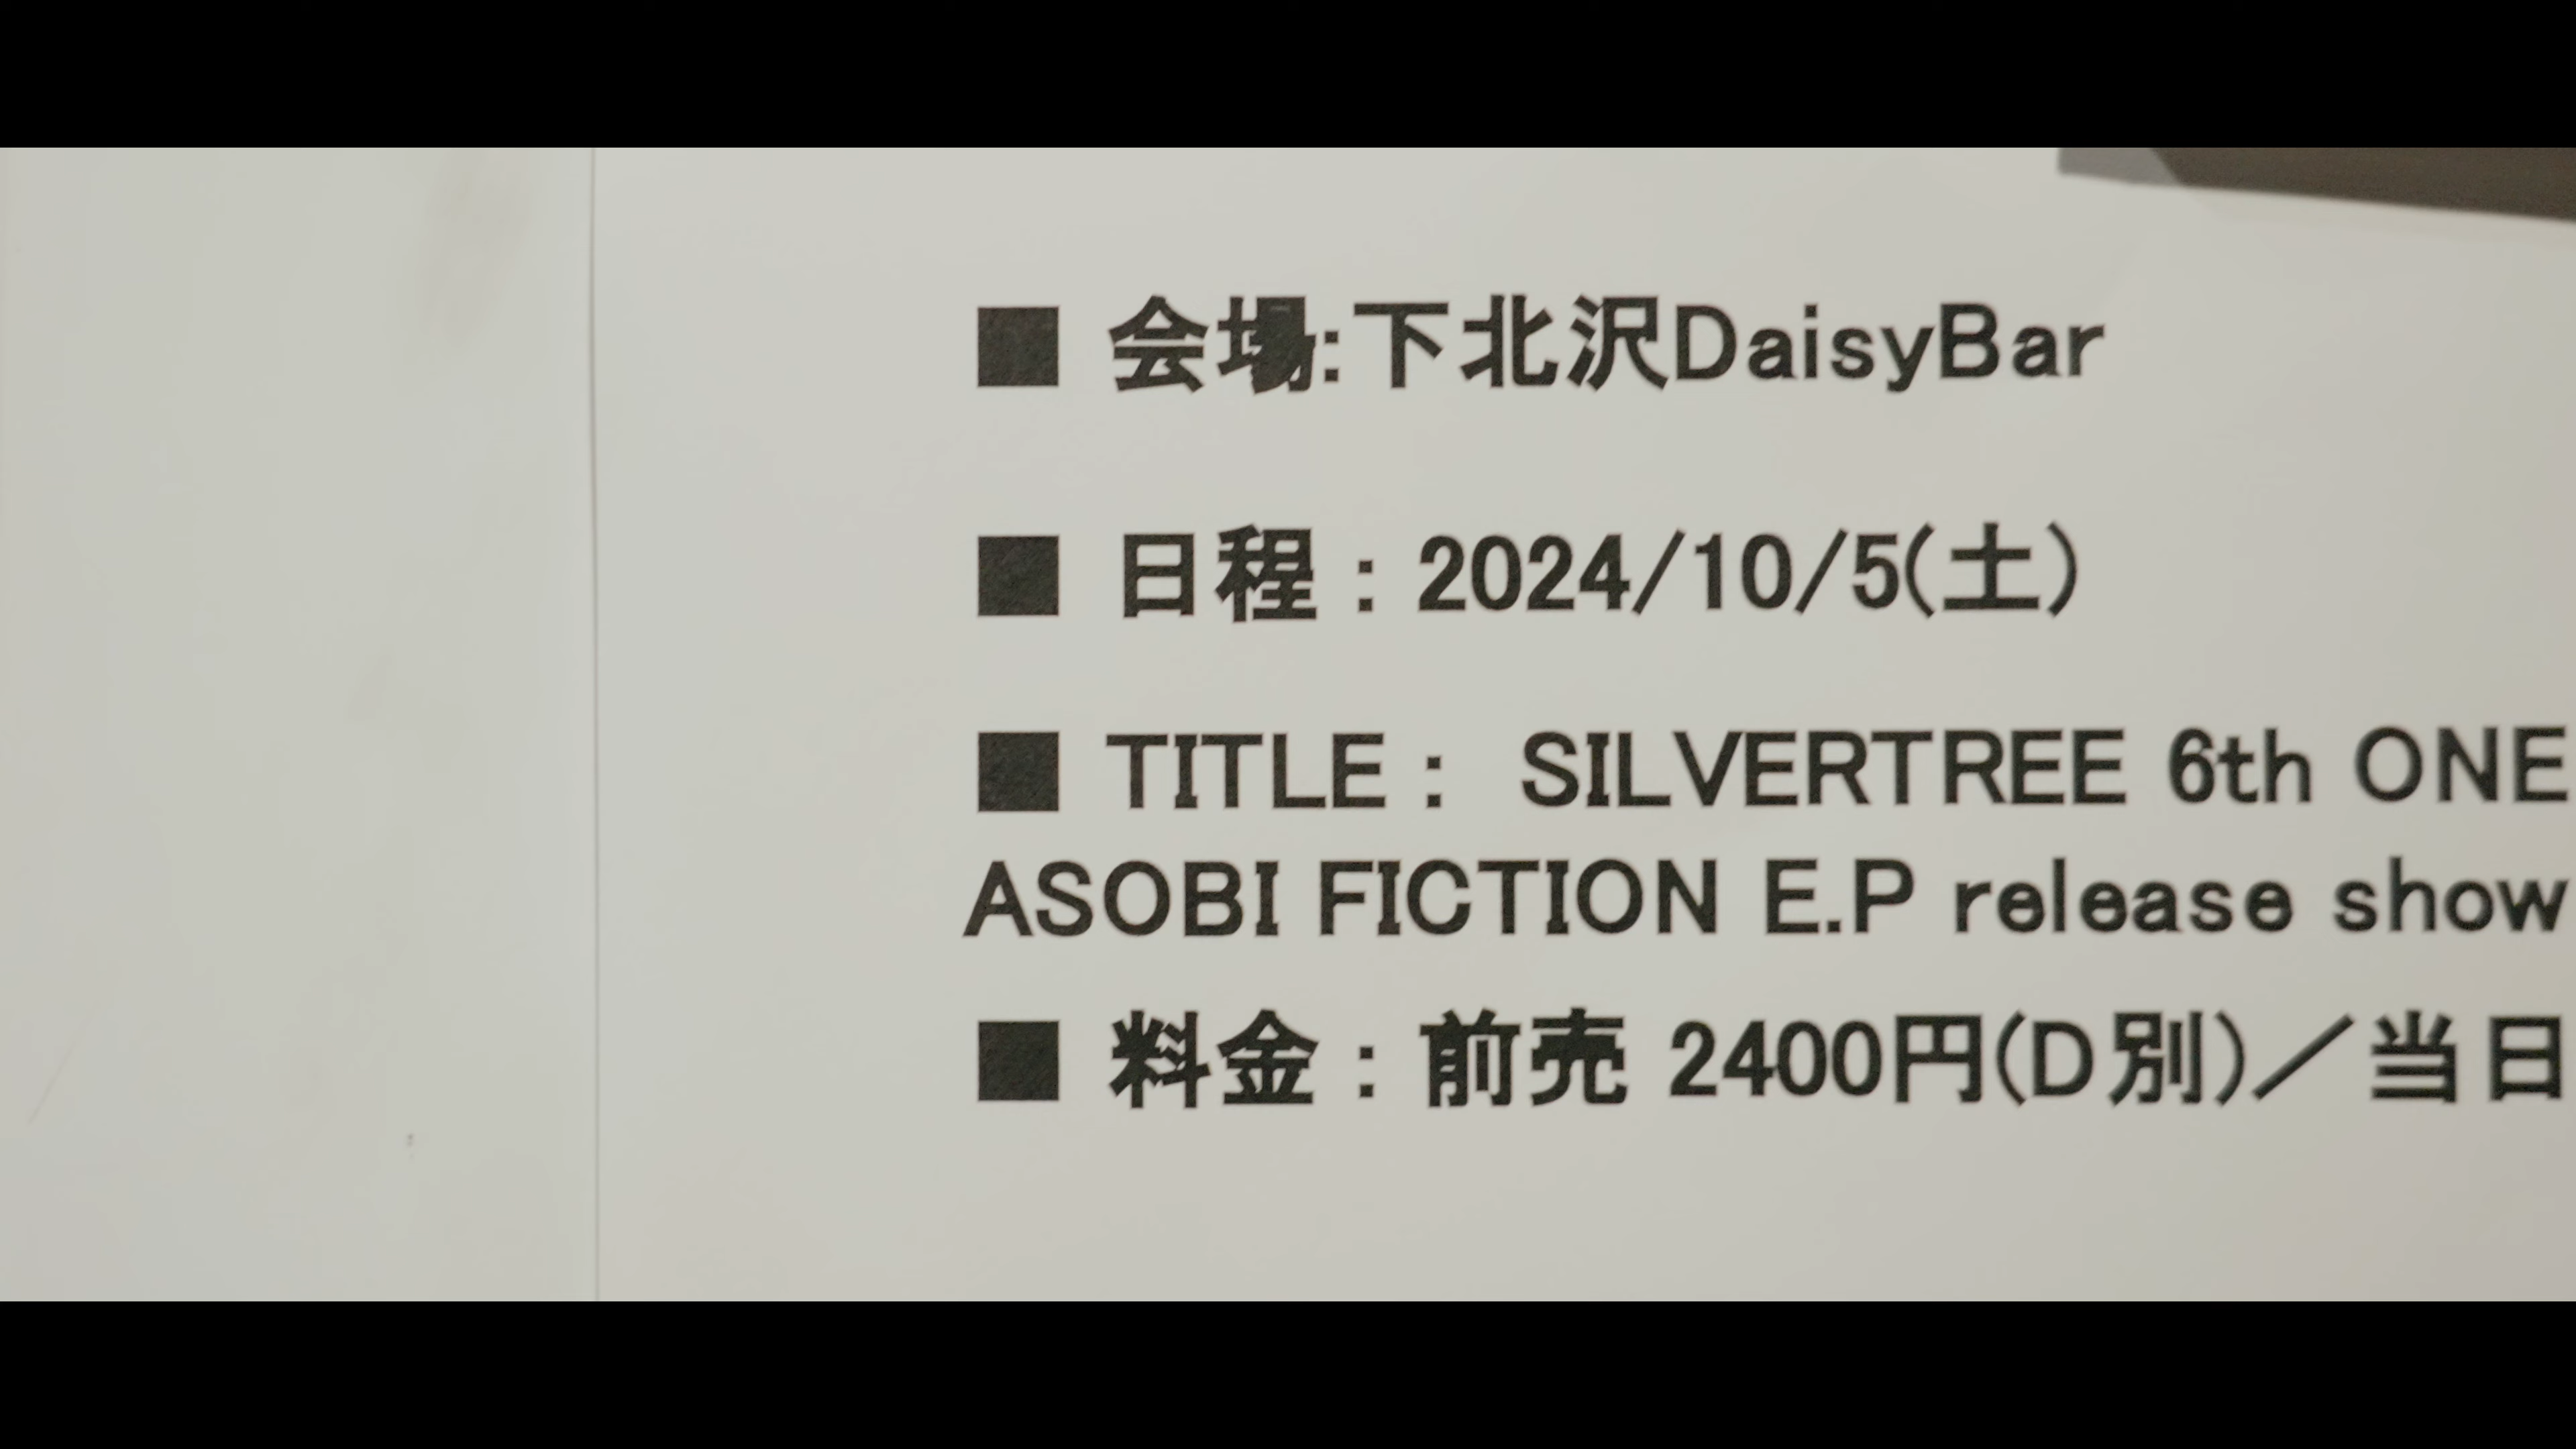 ■ 会場:下北沢DaisyBar
■ 日程：2024/10/5(土)
■ TITLE： SILVERTREE 6th ONE
ASOBI FICTION E.P release show
■ 料金：前売 2400円(D別)／当日